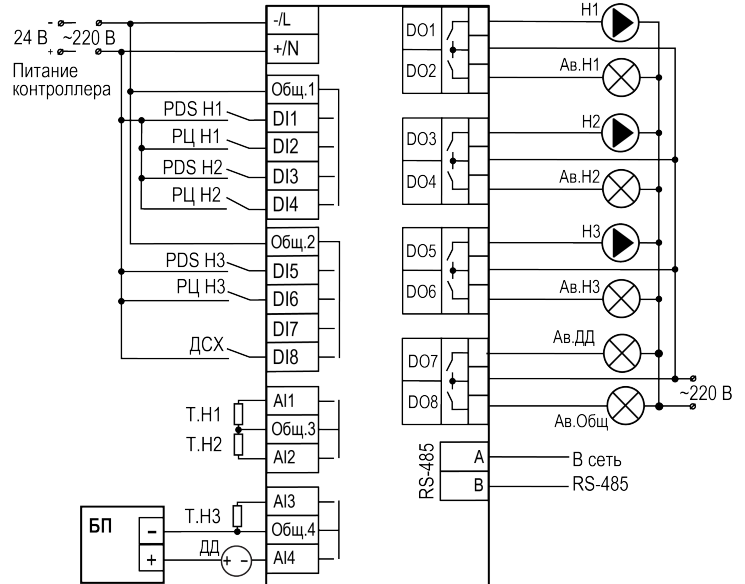 - -/L Н1
24 В ~220 В DO1
+ +/N
Питание
контроллера
DO2 Ав.Н1
Общ.1
PDS Н1 DI1
РЦ Н1 DI2 DO3 Н2
PDS Н2 DI3
РЦ Н2 DI4 DO4 Ав.Н2
Общ.2 DO5 Н3
PDS Н3 DI5
РЦ Н3 DI6 DO6 Ав.Н3
DI7
ДСХ DI8 DO7 Ав.ДД
~220 В
Т.Н1 AI1 DO8 Ав.Общ
Общ.3
Т.Н2 AI2 RS-485 A В сеть
B RS-485
AI3
БП - Т.Н3 Общ.4
+ ДД + - AI4